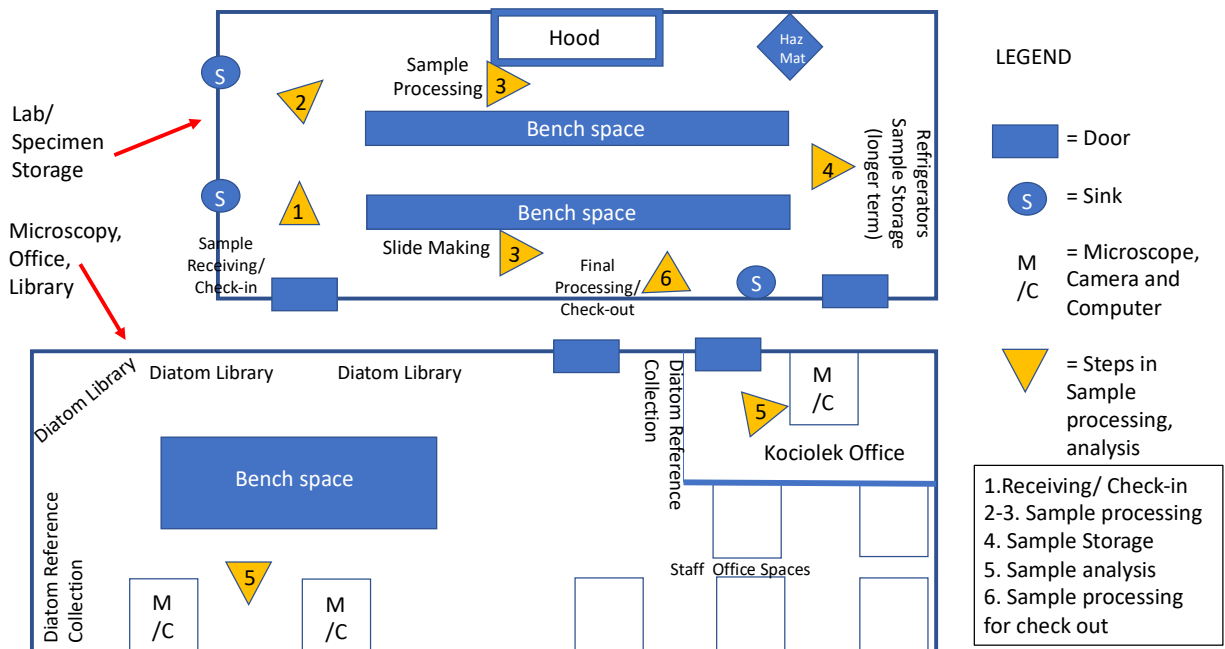 Hood
Haz
Mat
LEGEND
S
2
Sample
Processing
3
Lab/
Specimen
Storage
Bench space
= Door
4
Refrigerators
Sample Storage
(longer term)
S
1
Bench space
S
= Sink
Microscopy,
Office,
Library
Sample
Receiving/
Check-in
Slide Making
3
Final
Processing/
Check-out
6
S
M
/C
= Microscope,
Camera and
Computer
Diatom Library
Diatom Library
Diatom Library
Diatom Reference
Collection
5
M
/C
Kociolek Office
= Steps in
Sample
processing,
analysis
Bench space
Diatom Reference
Collection
5
M
/C
M
/C
Staff Office Spaces
1.Receiving/ Check-in
2-3. Sample processing
4. Sample Storage
5. Sample analysis
6. Sample processing
for check out